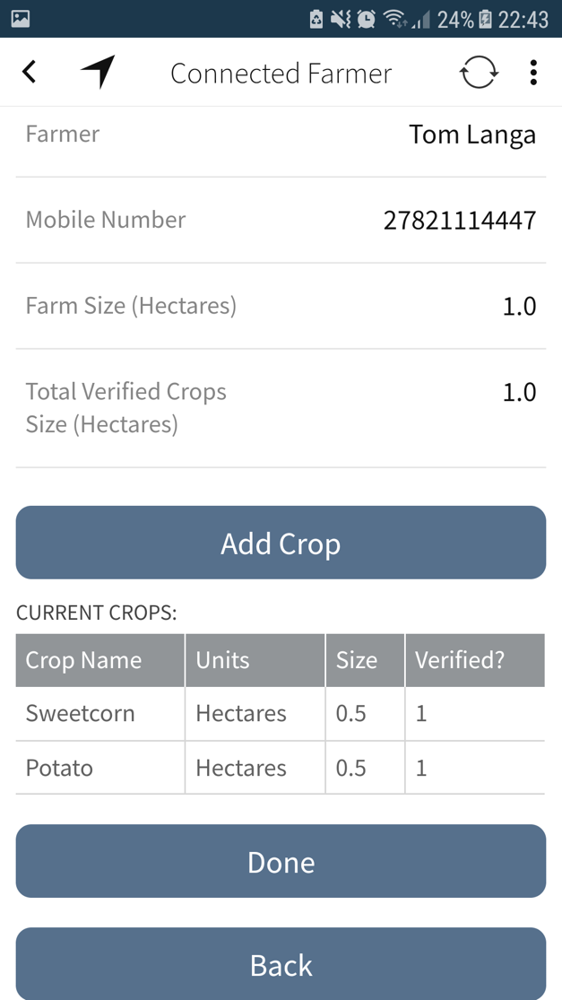 24% 22:43
Connected Farmer
Farmer Tom Langa
Mobile Number 27821114447
Farm Size (Hectares) 1.0
Total Verified Crops 1.0
Size (Hectares)
Add Crop
CURRENT CROPS:
Crop Name Units Size Verified?
Sweetcorn Hectares 0.5 1
Potato Hectares 0.5 1
Done
Back